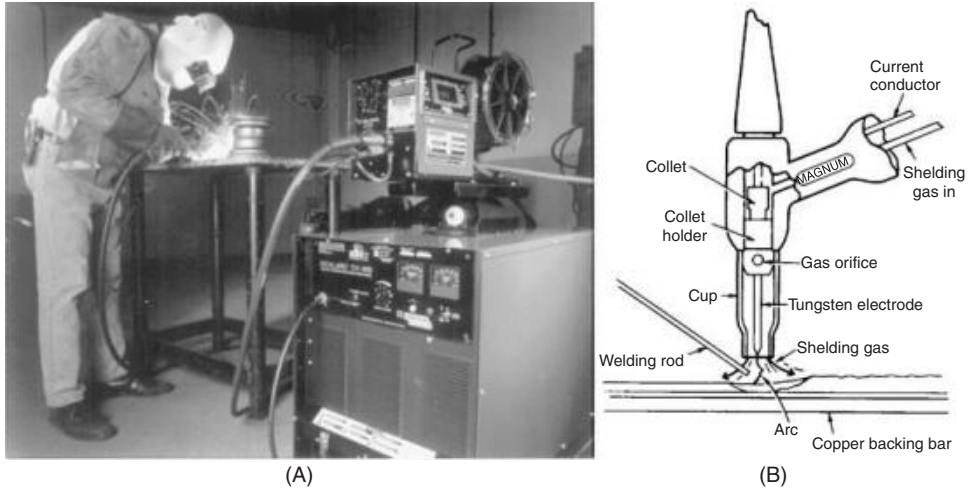 Current
conductor
MAGNUM
Shelding
gas in
Collet
Collet
holder
Gas orifice
Cup
Tungsten electrode
Shelding gas
Welding rod
Arc
Copper backing bar
(A)
(B)